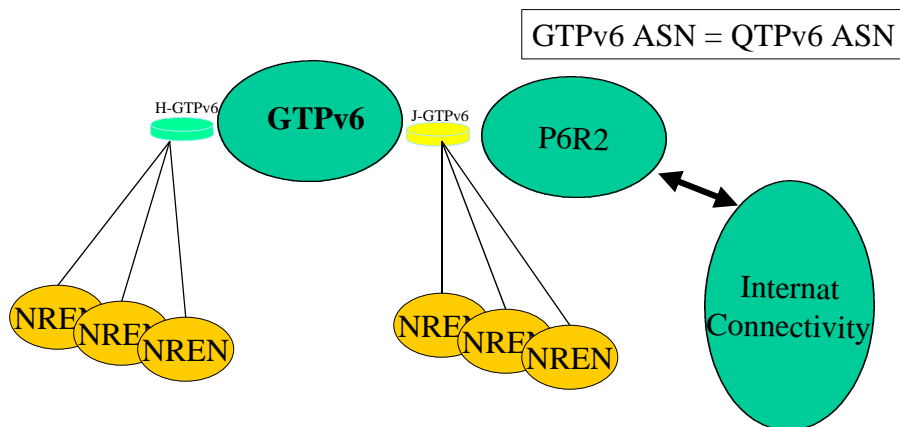 GTPv6 ASN = QTPv6 ASN
H-GTPv6
GTPv6
J-GTPv6
P6R2
NREN
NREN
NREN
NREN
NREN
NREN
Internat
Connectivity